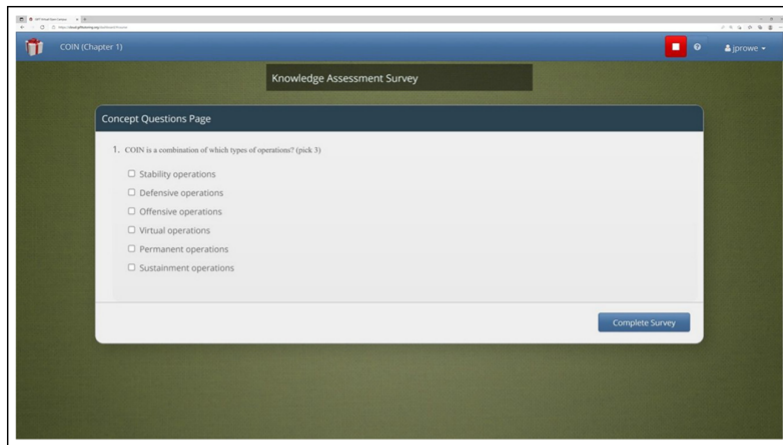 COIN (Chapter 1)
jprowe
Knowledge Assessment Survey
Concept Questions Page
1. COIN is a combination of which types of operations? (pick 3)
Stability operations
Defensive operations
Offensive operations
Virtual operations
Permanent operations
Sustainment operations
Complete Survey